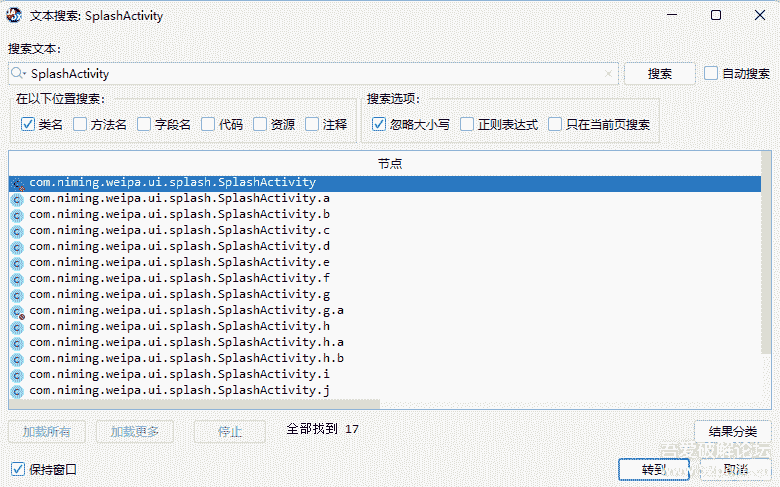 文本搜索: SplashActivity
搜索文本:
SplashActivity 搜索 自动搜索
在以下位置搜索: 搜索选项:
类名 方法名 字段名 代码 资源 注释 忽略大小写 正则表达式 只在当前页搜索
节点
com.niming.weipa.ui.splash.SplashActivity
com.niming.weipa.ui.splash.SplashActivity.a
com.niming.weipa.ui.splash.SplashActivity.b
com.niming.weipa.ui.splash.SplashActivity.c
com.niming.weipa.ui.splash.SplashActivity.d
com.niming.weipa.ui.splash.SplashActivity.e
com.niming.weipa.ui.splash.SplashActivity.f
com.niming.weipa.ui.splash.SplashActivity.g
com.niming.weipa.ui.splash.SplashActivity.g.a
com.niming.weipa.ui.splash.SplashActivity.h
com.niming.weipa.ui.splash.SplashActivity.h.a
com.niming.weipa.ui.splash.SplashActivity.h.b
com.niming.weipa.ui.splash.SplashActivity.i
com.niming.weipa.ui.splash.SplashActivity.j
加载所有 加载更多 停止 全部找到 17 结果分类
吾爱破解论坛
保持窗口 转到 取消